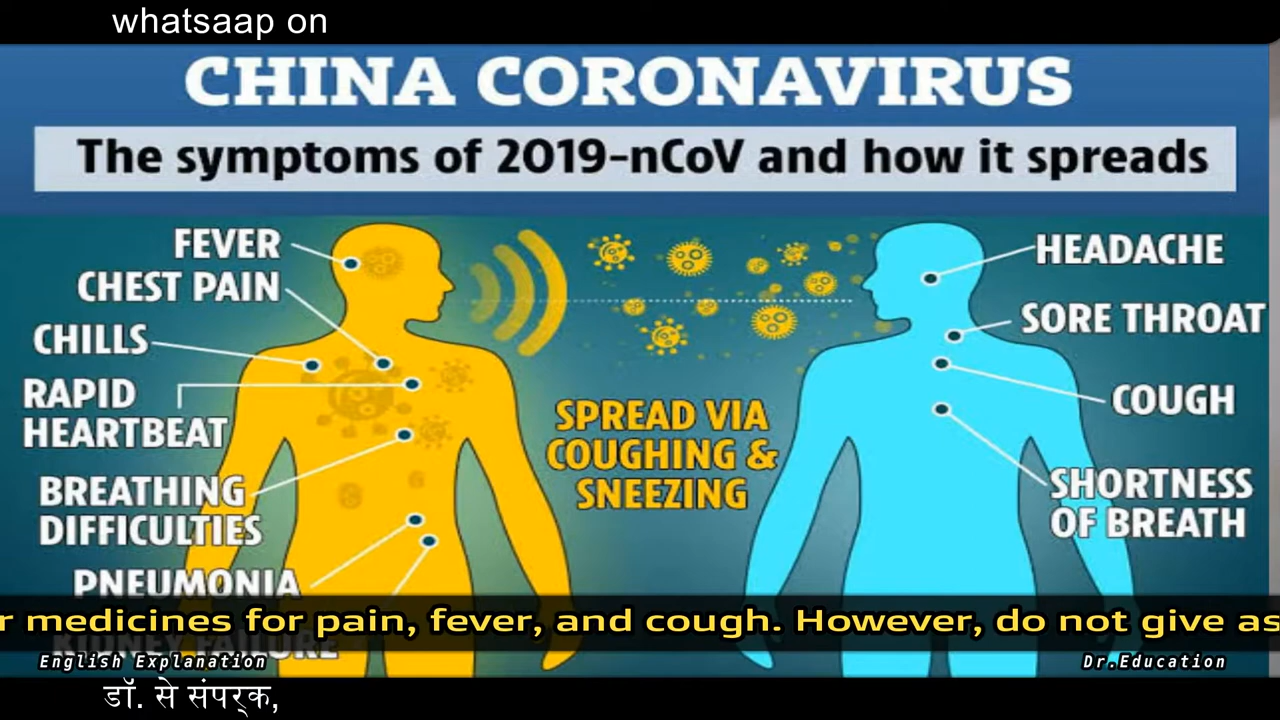 whatsaap on
CHINA CORONAVIRUS
The symptoms of 2019-nCoV and how it spreads
FEVER
CHEST PAIN
CHILLS
RAPID
HEARTBEAT
BREATHING
DIFFICULTIES
PNEUMONIA
KIDNEY FAILURE
SPREAD VIA
COUGHING &
SNEEZING
HEADACHE
SORE THROAT
COUGH
SHORTNESS
OF BREATH
r medicines for pain, fever, and cough. However, do not give as
English Explanation
Dr.Education
डॉ. से संपर्क,